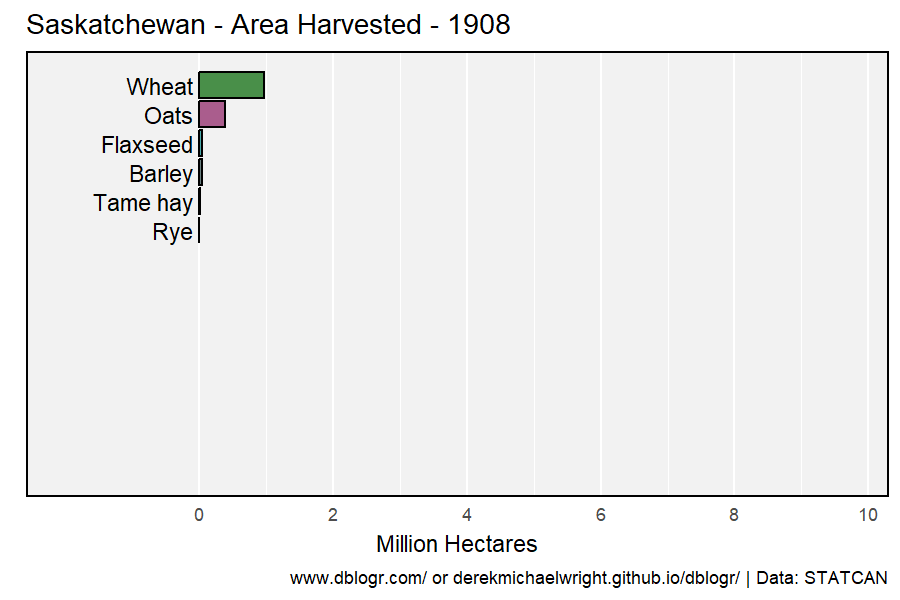 Saskatchewan - Area Harvested - 1908
Wheat
Oats
Flaxseed
Barley
Tame hay
Rye
0 2 4 6 8 10
Million Hectares
www.dblogr.com/ or derekmichaelwright.github.io/dblogr/ | Data: STATCAN